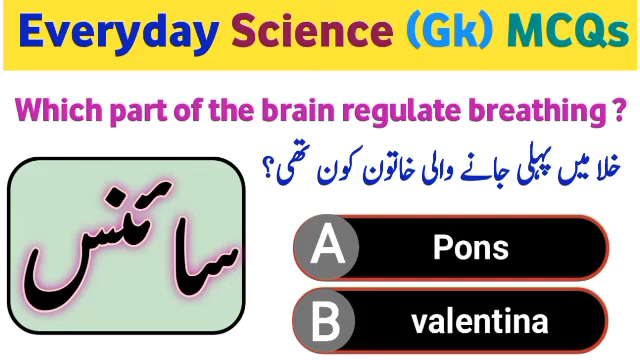 Everyday Science (Gk) MCQs
Which part of the brain regulate breathing ?
خلا میں پہلی جانے والی خاتون کون تھی؟
سائنس
A Pons
B valentina